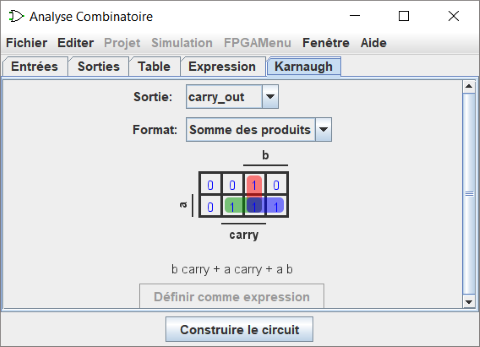 Analyse Combinatoire
Fichier Editer Projet Simulation FPGAMenu Fenêtre Aide
Entrées Sorties Table Expression Karnaugh
Sortie: carry_out
Format: Somme des produits
b
0 0 1 0
a 0 1 1 1
carry
b carry + a carry + a b
Définir comme expression
Construire le circuit